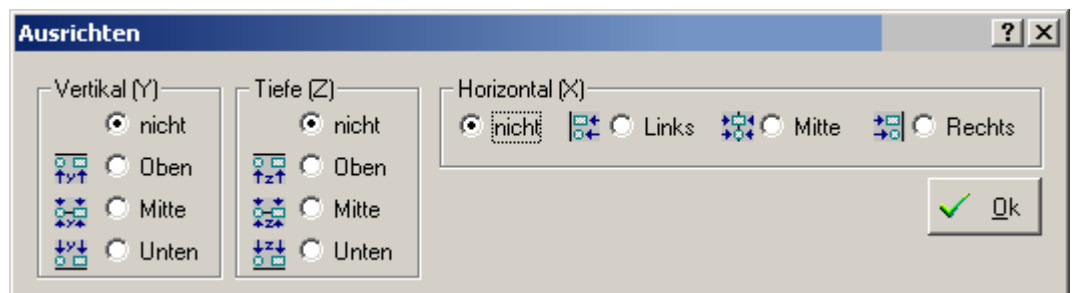 Ausrichten
Vertikal (Y)
nicht
Oben
Mitte
Unten
Tiefe (Z)
nicht
Oben
Mitte
Unten
Horizontal (X)
nicht Links Mitte Rechts
Ok